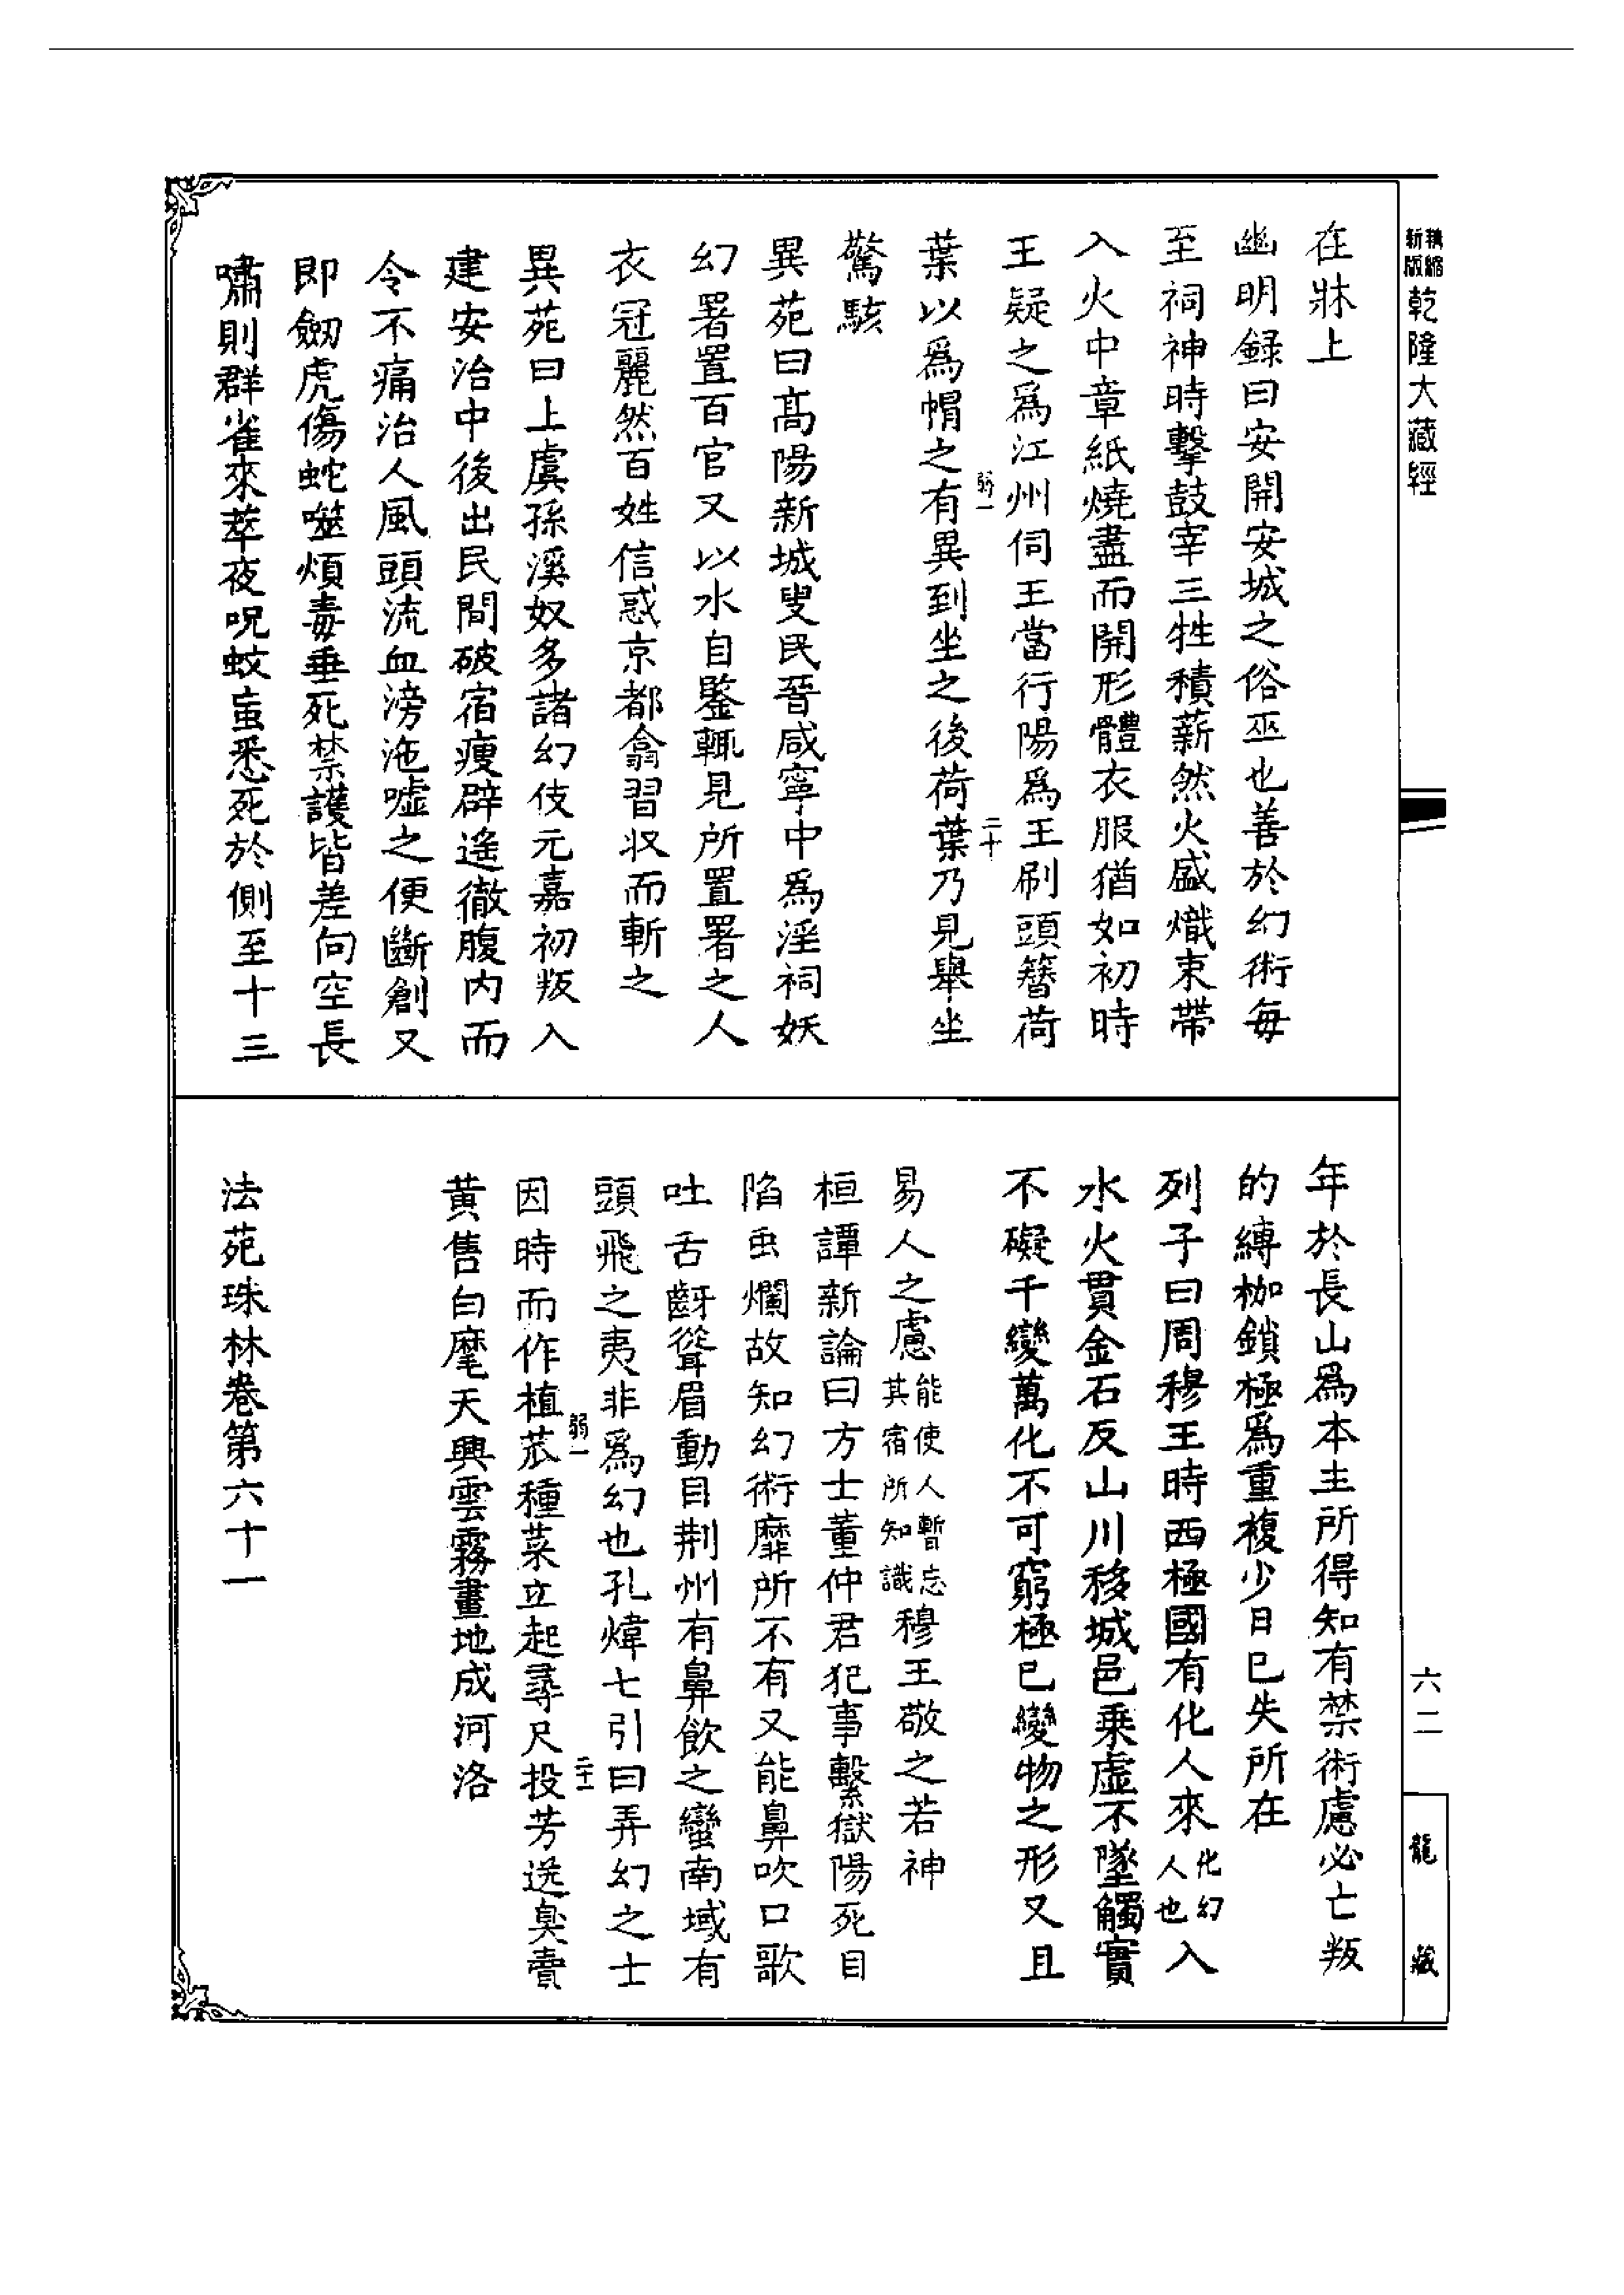 新版 精縮 乾隆大藏經
在牀上
幽明録曰安開安城之俗巫也善於幻術每
至祠神時擊鼓宰三牲積薪然火盛熾束帶
入火中章紙燒盡而開形體衣服猶如初時
王疑之爲江州伺王當行陽爲王刷頭簪荷
弱一 二十
葉以爲帽之有異到坐之後荷葉乃見舉坐
驚駭
異苑曰髙陽新城叟民晉咸寧中爲淫祠妖
幻署置百官又以水自鑒輒見所置署之人
衣冠麗然百姓信惑京都翕習収而斬之
異苑曰上虞孫溪奴多諸幻伎元嘉初叛入
建安治中後出民間破宿瘦辟遙徹腹内而
令不痛治人風頭流血滂沲噓之便斷創又
即劒虎傷蛇噬煩毒垂死禁護皆差向空長
嘯則群雀來萃夜呪蚊䖟悉死於側至十三
年於長山爲本主所得知有禁術慮必亡叛
的縛枷鎖極爲重複少日已失所在
列子曰周穆王時西極國有化人來化幻人也入
水火貫金石反山川移城邑乗虚不墜觸實
不礙千變萬化不可窮極已變物之形又且
易人之慮能使人暫忘其宿所知識穆王敬之若神
桓譚新論曰方士董仲君犯事繫獄陽死目
陷虫爛故知幻術靡所不有又能鼻吹口歌
吐舌齖聳眉動目荆州有鼻飲之蠻南域有
頭飛之夷非爲幻也孔煒七引曰弄幻之士
弱一 二十一
因時而作植苽種菜立起尋尺投芳送臭賣
黄售白麾天興雲霧畫地成河洛
法苑珠林卷第六十一
六二
龍藏